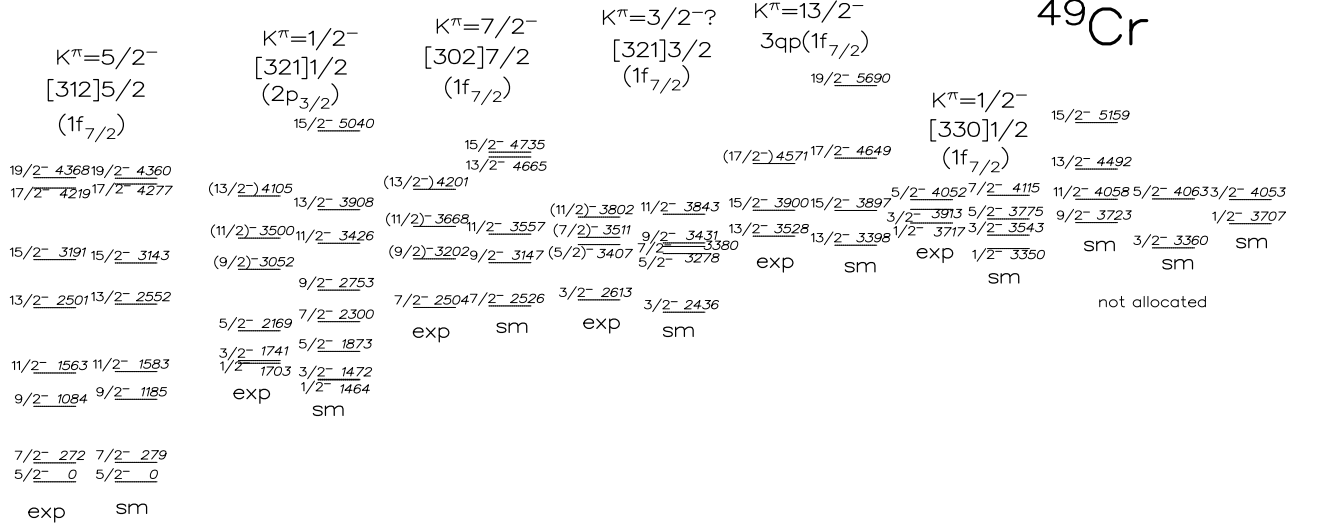 ⁴⁹Cr
Kπ=5/2⁻
[312]5/2
(1f7/2)
19/2⁻ 4368
17/2⁻ 4219
15/2⁻ 3191
13/2⁻ 2501
11/2⁻ 1563
9/2⁻ 1084
7/2⁻ 272
5/2⁻ 0
exp
19/2⁻ 4360
17/2⁻ 4277
15/2⁻ 3143
13/2⁻ 2552
11/2⁻ 1583
9/2⁻ 1185
7/2⁻ 279
5/2⁻ 0
sm
Kπ=1/2⁻
[321]1/2
(2p3/2)
(13/2⁻)4105
(11/2)⁻3500
(9/2)⁻3052
5/2⁻ 2169
3/2⁻ 1741
1/2⁻ 1703
exp
15/2⁻ 5040
13/2⁻ 3908
11/2⁻ 3426
9/2⁻ 2753
7/2⁻ 2300
5/2⁻ 1873
3/2⁻ 1472
1/2⁻ 1464
sm
Kπ=7/2⁻
[302]7/2
(1f7/2)
(13/2⁻)4201
(11/2)⁻3668
(9/2)⁻3202
7/2⁻ 2504
exp
15/2⁻ 4735
13/2⁻ 4665
11/2⁻ 3557
9/2⁻ 3147
7/2⁻ 2526
sm
Kπ=3/2⁻?
[321]3/2
(1f7/2)
(11/2)⁻3802
(7/2)⁻3511
(5/2)⁻3407
3/2⁻ 2613
exp
11/2⁻ 3843
9/2⁻ 3431
7/2⁻ 3380
5/2⁻ 3278
3/2⁻ 2436
sm
Kπ=13/2⁻
3qp(1f7/2)
(17/2⁻)4571
15/2⁻ 3900
13/2⁻ 3528
exp
19/2⁻ 5690
17/2⁻ 4649
15/2⁻ 3897
13/2⁻ 3398
sm
Kπ=1/2⁻
[330]1/2
(1f7/2)
5/2⁻ 4052
3/2⁻ 3913
1/2⁻ 3717
exp
7/2⁻ 4115
5/2⁻ 3775
3/2⁻ 3543
1/2⁻ 3350
sm
15/2⁻ 5159
13/2⁻ 4492
11/2⁻ 4058
9/2⁻ 3723
sm
5/2⁻ 4063
3/2⁻ 3360
sm
3/2⁻ 4053
1/2⁻ 3707
sm
not allocated